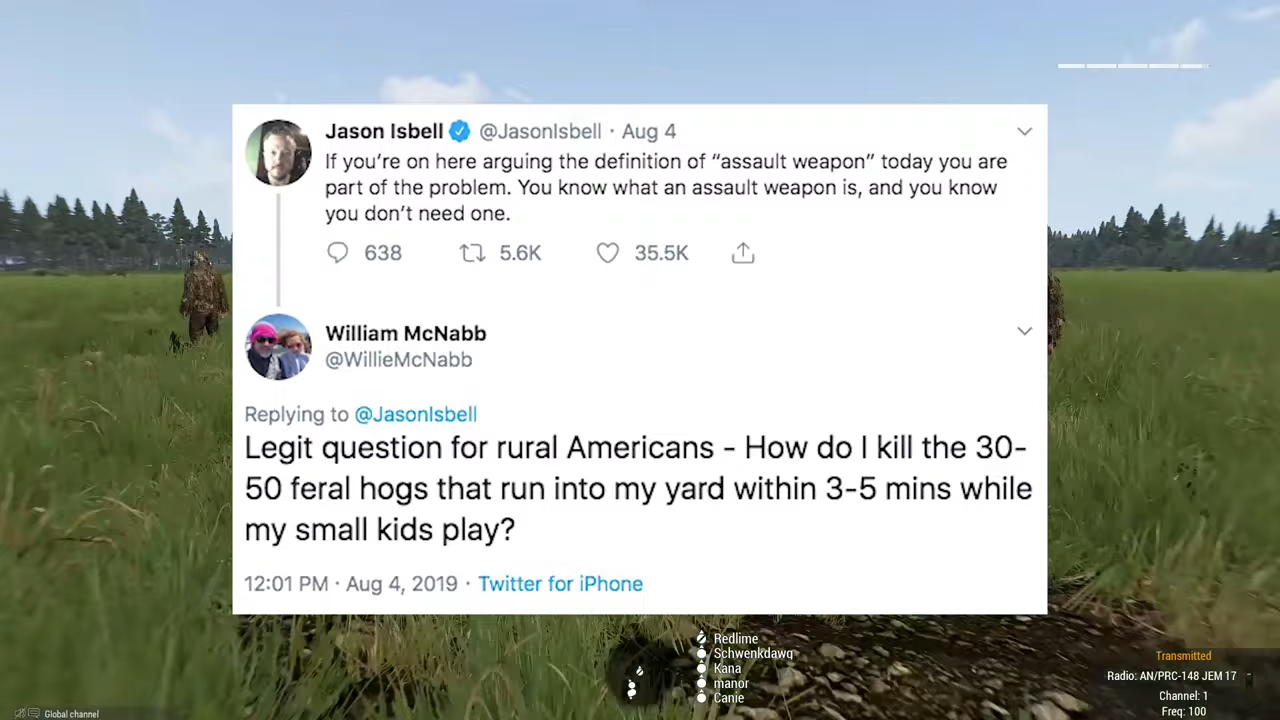 Jason Isbell @JasonIsbell · Aug 4
If you’re on here arguing the definition of “assault weapon” today you are
part of the problem. You know what an assault weapon is, and you know
you don’t need one.
638 5.6K 35.5K
William McNabb
@WillieMcNabb
Replying to @JasonIsbell
Legit question for rural Americans - How do I kill the 30-
50 feral hogs that run into my yard within 3-5 mins while
my small kids play?
12:01 PM · Aug 4, 2019 · Twitter for iPhone
Redlime
Schwenkdawg
Kana
manor
Canie
Transmitted
Radio: AN/PRC-148 JEM 17
Channel: 1
Freq: 100
Global channel